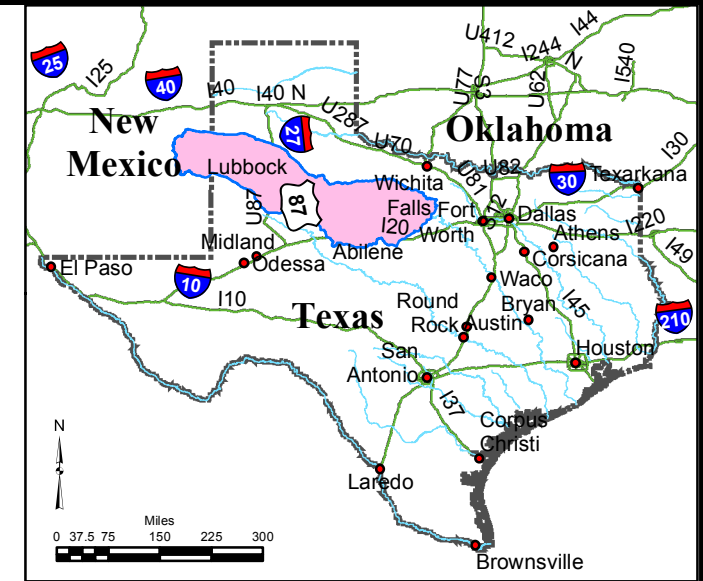 U412
I244
I44
N
I540
U77
S3
U62
25
I25
40
I40
I40 N
New
Mexico
27
U287
U70
Oklahoma
I30
U81
U82
30
Texarkana
Lubbock
Wichita
Falls
87
U87
I20
Fort
Worth
Dallas
I220
Athens
I49
Midland
Odessa
Abilene
Corsicana
El Paso
10
I10
Waco
Texas
Round
Rock
Austin
Bryan
I45
210
San
Antonio
Houston
I37
Corpus
Christi
N
Laredo
Miles
0 37.5 75 150 225 300
Brownsville